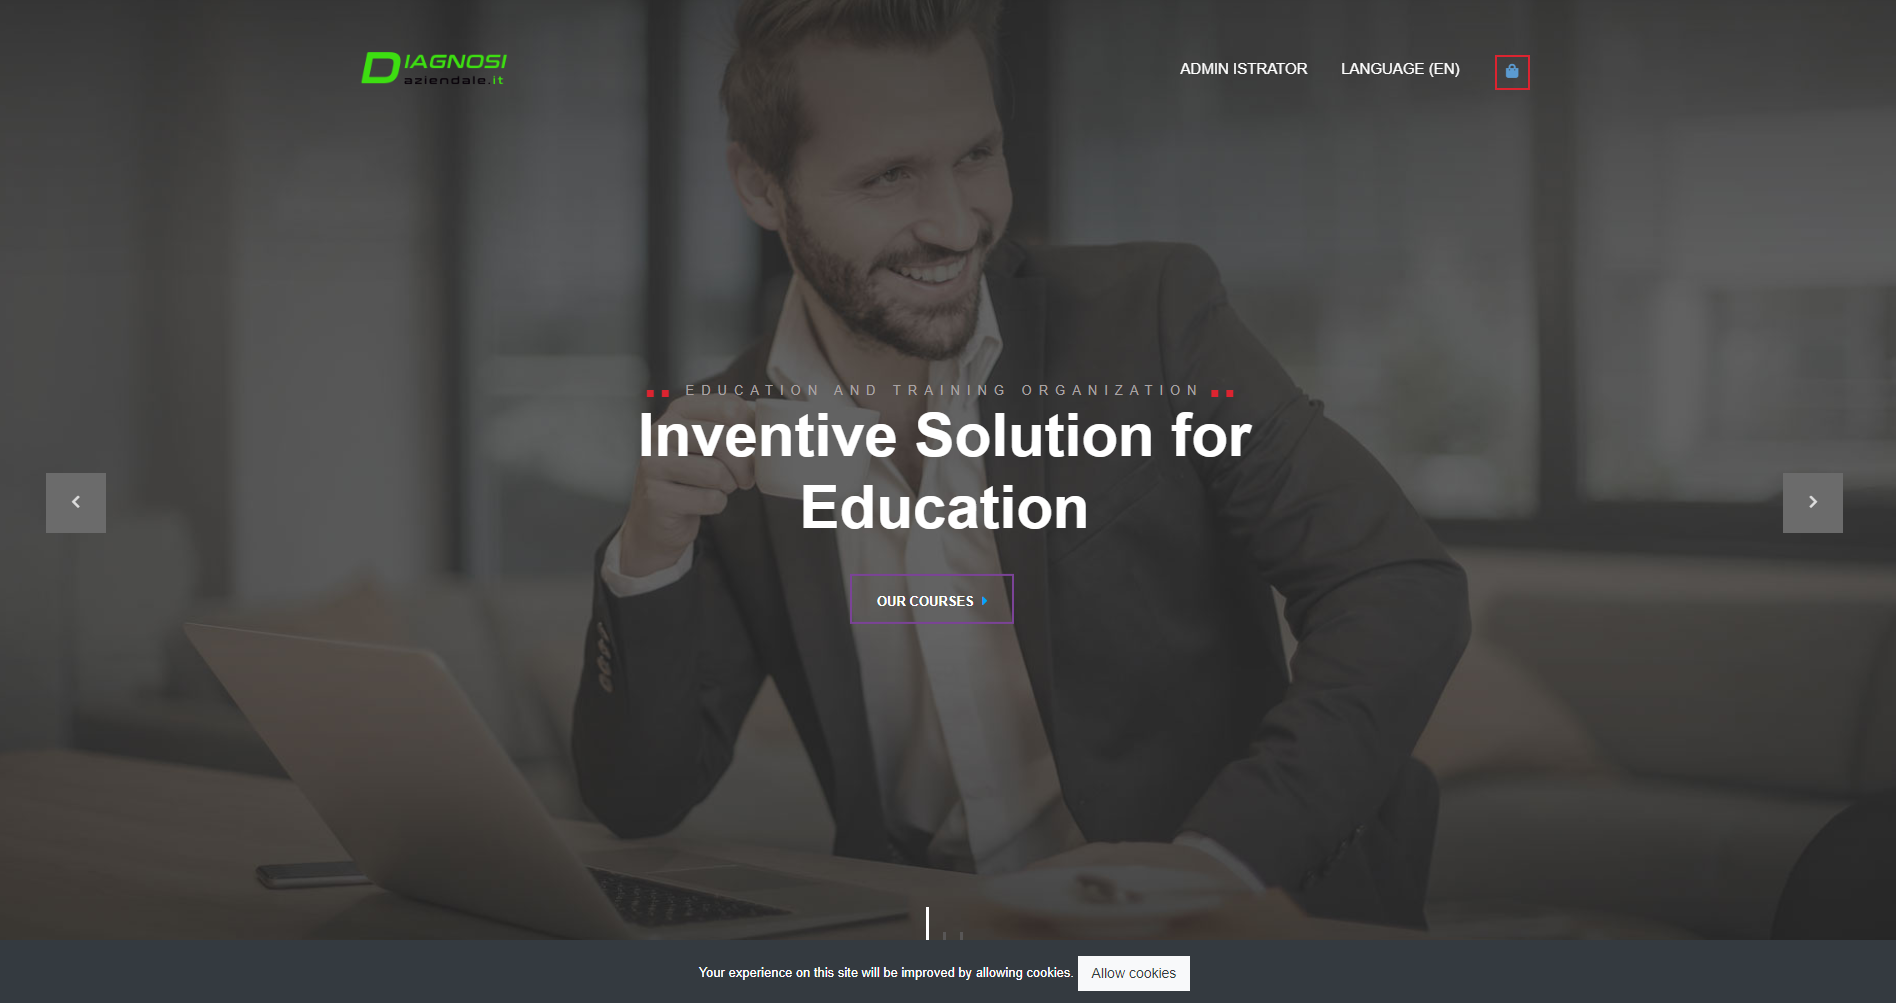 DIAGNOSI
aziendale.it
ADMIN ISTRATOR
LANGUAGE (EN)
EDUCATION AND TRAINING ORGANIZATION
Inventive Solution for
Education
OUR COURSES
Your experience on this site will be improved by allowing cookies.
Allow cookies